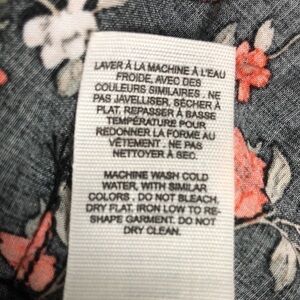 LAVER À LA MACHINE À L'EAU
FROIDE, AVEC DES
COULEURS SIMILAIRES . NE
PAS JAVELLISER, SÉCHER À
PLAT. REPASSER À BASSE
TEMPÉRATURE POUR
REDONNER LA FORME AU
VÊTEMENT . NE PAS
NETTOYER À SEC.
MACHINE WASH COLD
WATER, WITH SIMILAR
COLORS . DO NOT BLEACH.
DRY FLAT. IRON LOW TO RE-
SHAPE GARMENT. DO NOT
DRY CLEAN.